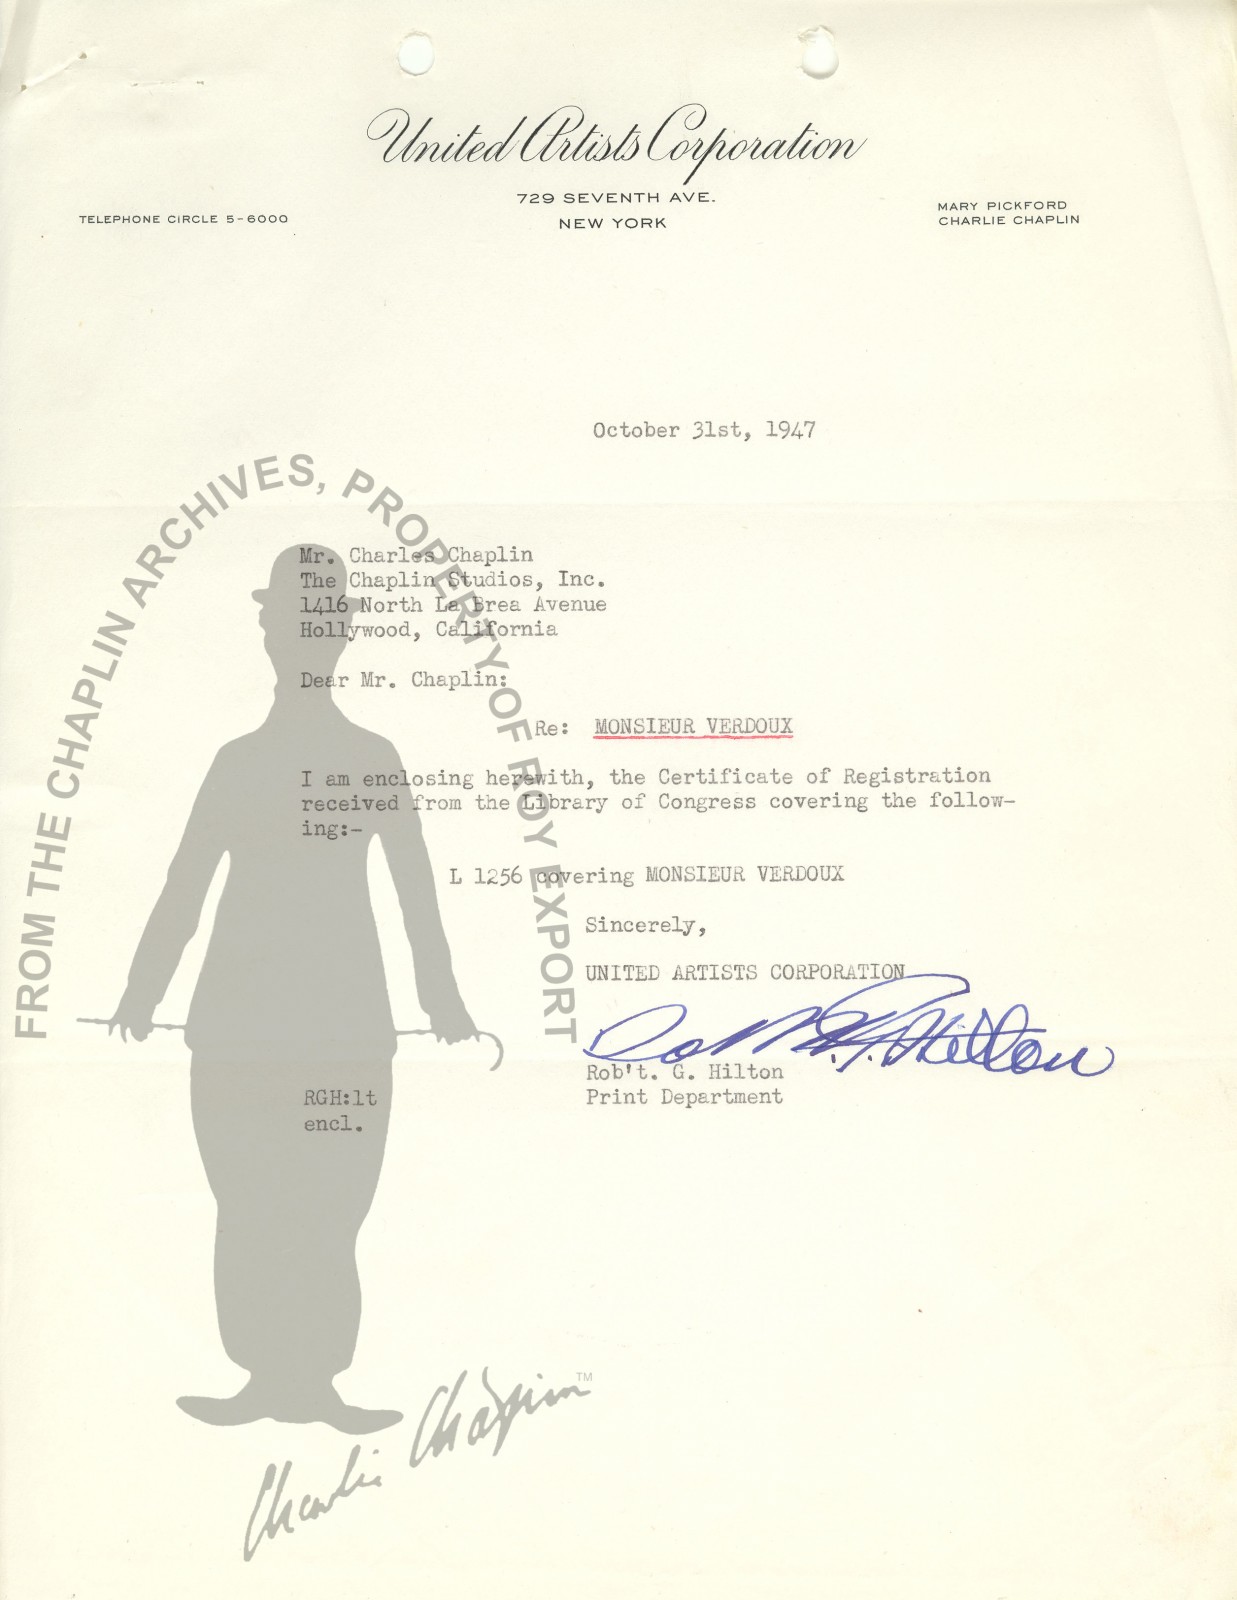 United Artists Corporation
729 SEVENTH AVE.
NEW YORK
TELEPHONE CIRCLE 5-6000
MARY PICKFORD
CHARLIE CHAPLIN
October 31st, 1947
Mr. Charles Chaplin
The Chaplin Studios, Inc.
1416 North La Brea Avenue
Hollywood, California
Dear Mr. Chaplin:
Re: MONSIEUR VERDOUX
I am enclosing herewith, the Certificate of Registration
received from the Library of Congress covering the follow-
ing:-
L 1256 covering MONSIEUR VERDOUX
Sincerely,
UNITED ARTISTS CORPORATION
Rob't. G. Hilton
Rob't. G. Hilton
Print Department
RGH:lt
encl.
FROM THE CHAPLIN ARCHIVES, PROPERTY OF ROY EXPORT
Charlie Chaplin TM